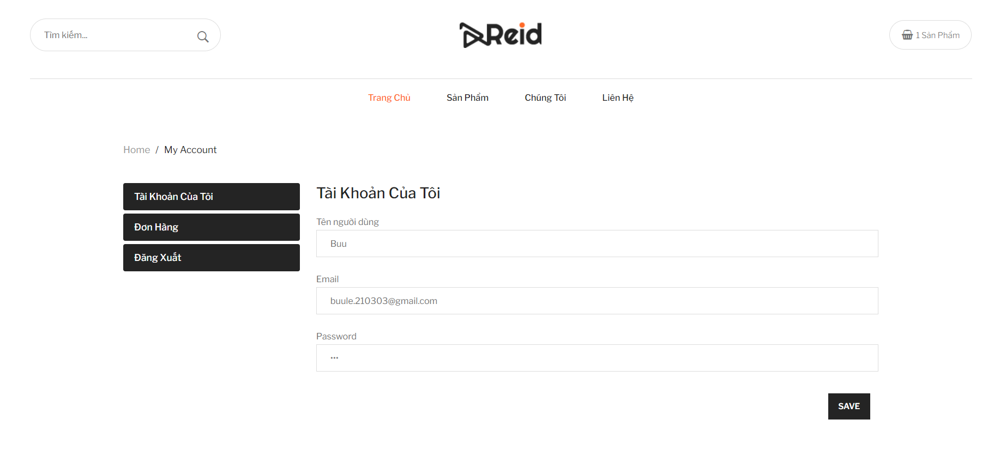 Tìm kiếm...
Reid
1 Sản Phẩm
Trang Chủ Sản Phẩm Chúng Tôi Liên Hệ
Home / My Account
Tài Khoản Của Tôi
Đơn Hàng
Đăng Xuất
Tài Khoản Của Tôi
Tên người dùng
Buu
Email
buule.210303@gmail.com
Password
•••
SAVE